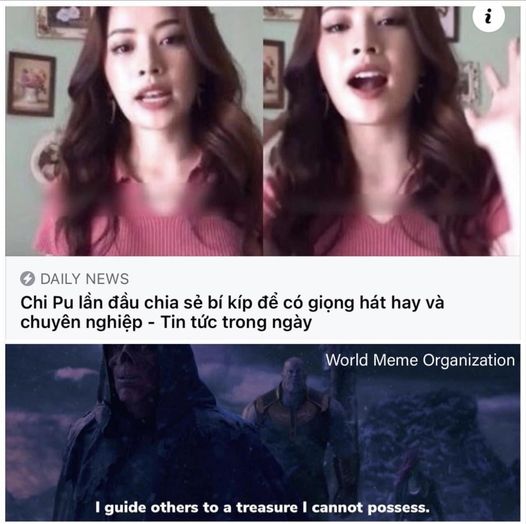 i
DAILY NEWS
Chi Pu lần đầu chia sẻ bí kíp để có giọng hát hay và
chuyên nghiệp - Tin tức trong ngày
World Meme Organization
I guide others to a treasure I cannot possess.